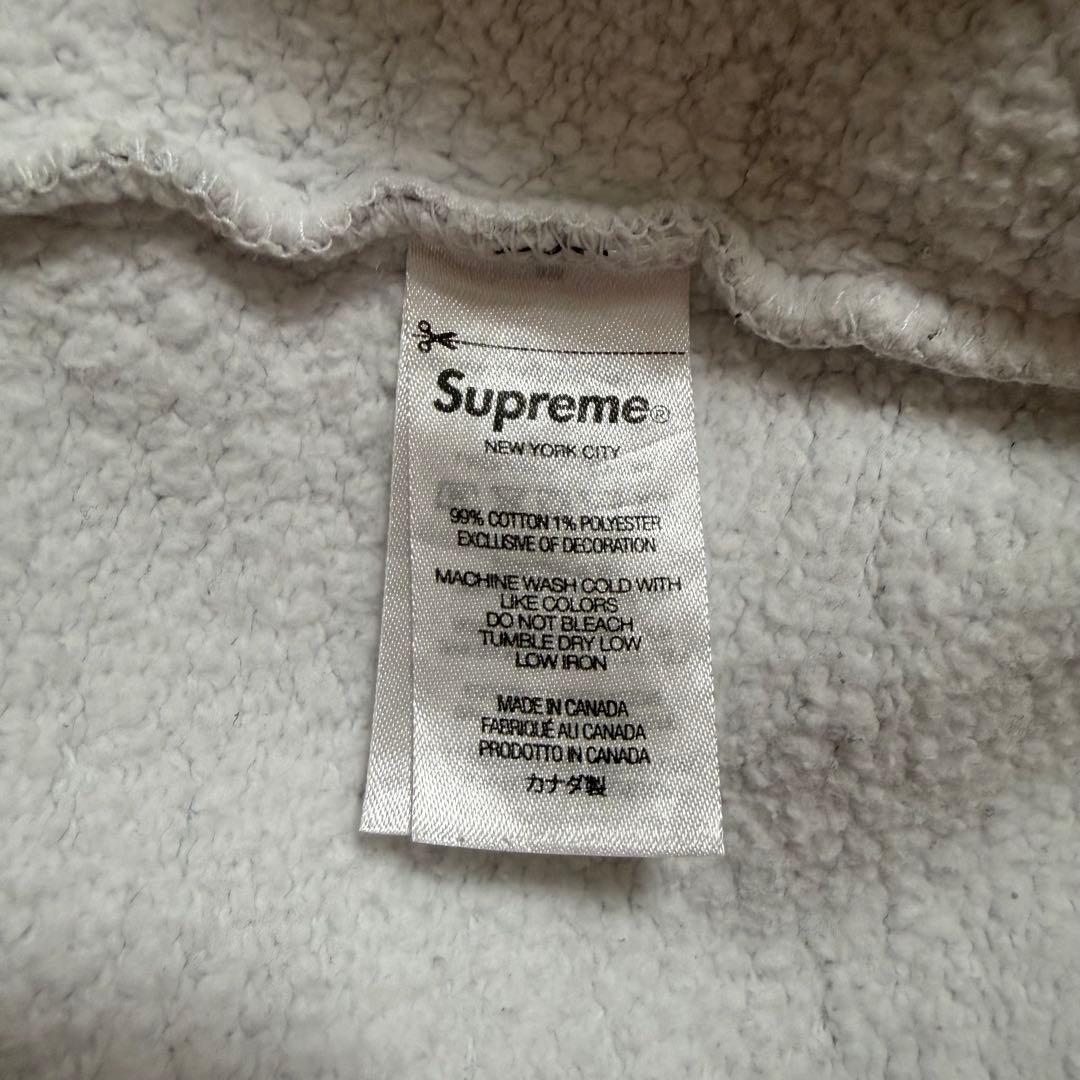 Supreme®
NEW YORK CITY
99% COTTON 1% POLYESTER
EXCLUSIVE OF DECORATION
MACHINE WASH COLD WITH
LIKE COLORS
DO NOT BLEACH
TUMBLE DRY LOW
LOW IRON
MADE IN CANADA
FABRIQUÉ AU CANADA
PRODOTTO IN CANADA
カナダ製